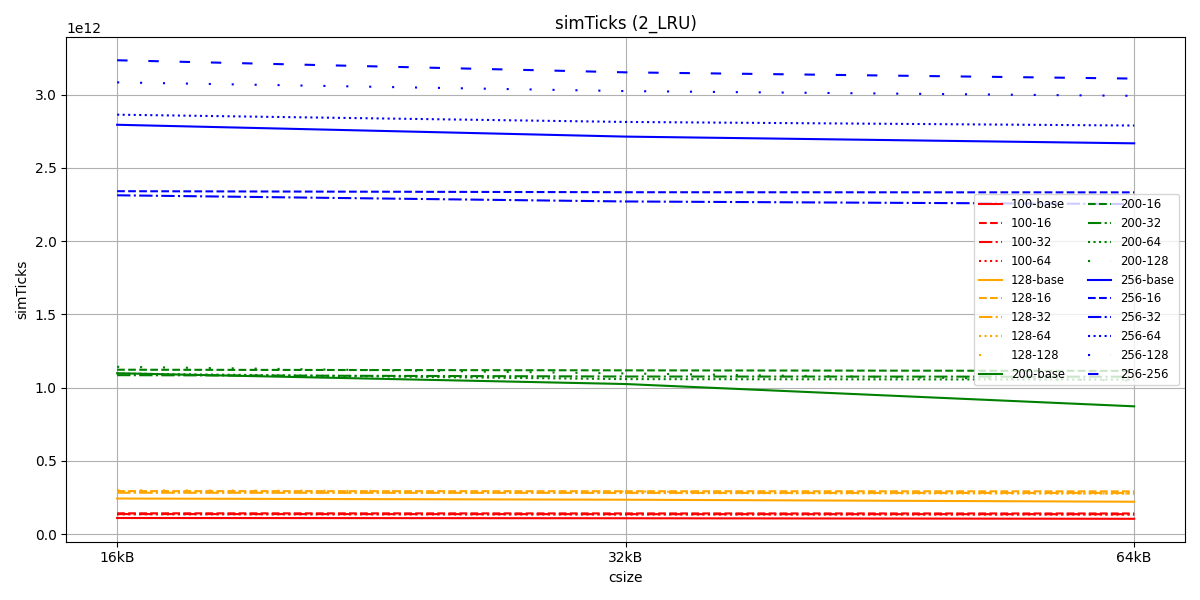 simTicks (2_LRU)
1e12
3.0
2.5
2.0
1.5
1.0
0.5
0.0
simTicks
16kB
32kB
64kB
csize
100-base
100-16
100-32
100-64
128-base
128-16
128-32
128-64
128-128
200-base
200-16
200-32
200-64
200-128
256-base
256-16
256-32
256-64
256-128
256-256